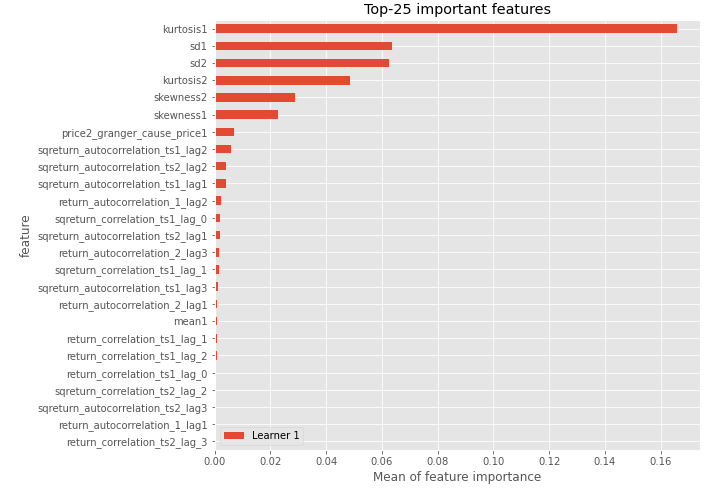 Top-25 important features
kurtosis1
sd1
sd2
kurtosis2
skewness2
skewness1
price2_granger_cause_price1
sqreturn_autocorrelation_ts1_lag2
sqreturn_autocorrelation_ts2_lag2
sqreturn_autocorrelation_ts1_lag1
return_autocorrelation_1_lag2
sqreturn_correlation_ts1_lag_0
sqreturn_autocorrelation_ts2_lag1
return_autocorrelation_2_lag3
sqreturn_correlation_ts1_lag_1
sqreturn_autocorrelation_ts1_lag3
return_autocorrelation_2_lag1
mean1
return_correlation_ts1_lag_1
return_correlation_ts1_lag_2
return_correlation_ts1_lag_0
sqreturn_correlation_ts2_lag_2
sqreturn_autocorrelation_ts2_lag3
return_autocorrelation_1_lag1
return_correlation_ts2_lag_3
feature
Learner 1
0.00 0.02 0.04 0.06 0.08 0.10 0.12 0.14 0.16
Mean of feature importance